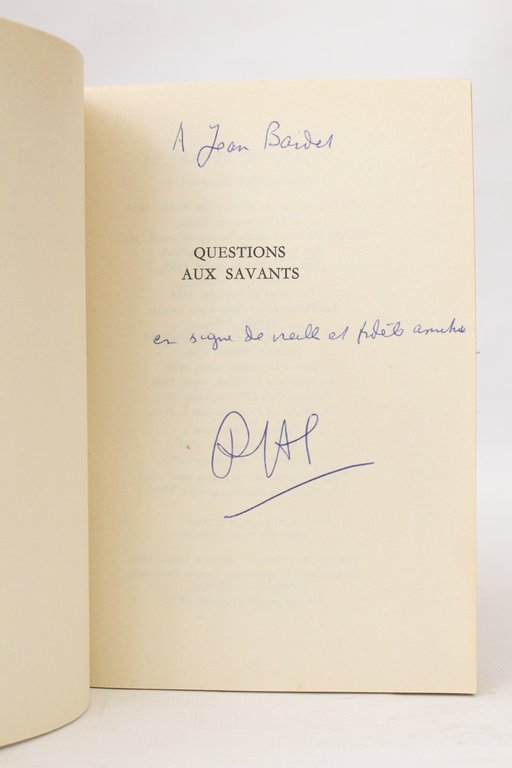 A Jean Bardet
QUESTIONS
AUX SAVANTS
en signe de vieille et fidèle amitié